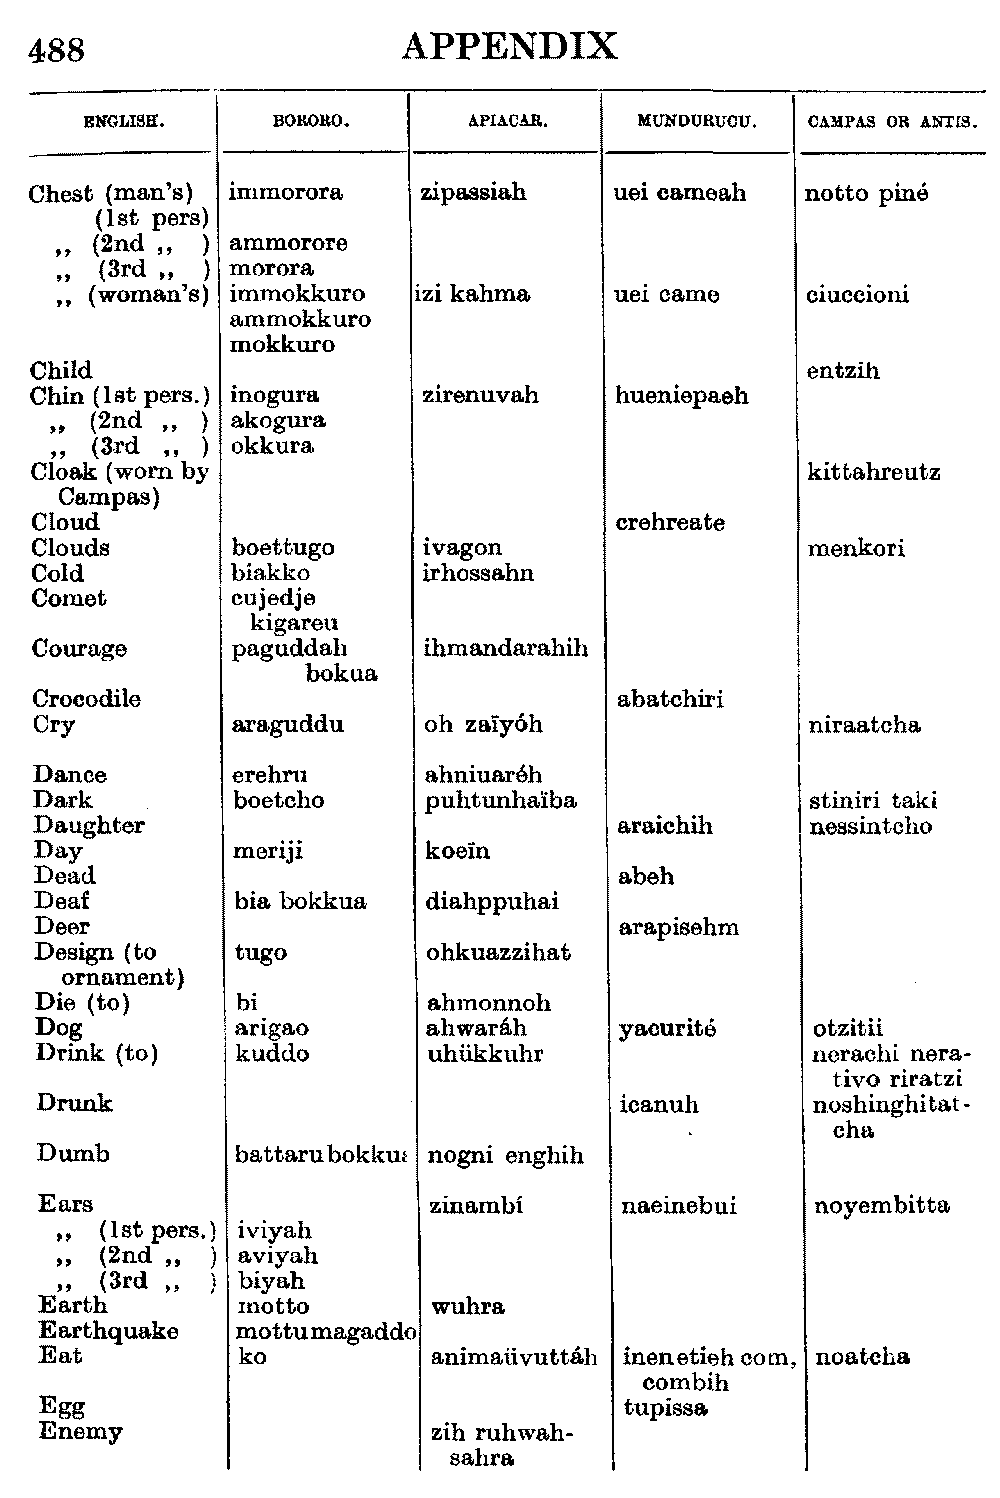 488 APPENDIX
ENGLISH. BORORO. APIACAR. MUNDURUCU. CAMPAS OR ANTIS.
Chest (man's) immorora zipassiah uei cameah notto piné
(1st pers)
,, (2nd ,, ) ammorore
,, (3rd ,, ) morora
,, (woman's) immokkuro izi kahma uei came ciuccioni
ammokkuro
mokkuro
Child entzih
Chin (1st pers.) inogura zirenuvah hueniepaeh
,, (2nd ,, ) akogura
,, (3rd ,, ) okkura
Cloak (worn by kittahreutz
Campas)
Cloud crehreate
Clouds boettugo ivagon menkori
Cold biakko irhossahn
Comet cujedje
kigareu
Courage paguddah ihmandarahih
bokua
Crocodile abatchiri
Cry araguddu oh zaïyóh niraatcha
Dance erehru ahniuaréh
Dark boetcho puhtunhaïba stiniri taki
Daughter araichih nessintcho
Day meriji koeïn
Dead abeh
Deaf bia bokkua diahppuhai
Deer arapisehm
Design (to tugo ohkuazzihat
ornament)
Die (to) bi ahmonnoh
Dog arigao ahwaráh yacurité otzitii
Drink (to) kuddo uhükkuhr nerachi nera-
tivo riratzi
Drunk icanuh noshinghitat-
cha
Dumb battarubokkua nogni enghih
Ears zinambí naeinebui noyembitta
,, (1st pers.) iviyah
,, (2nd ,, ) aviyah
,, (3rd ,, ) biyah
Earth motto wuhra
Earthquake mottumagaddo
Eat ko animaüvuttáh inenetieh com, noatcha
combih
Egg tupissa
Enemy zih ruhwah-
sahra